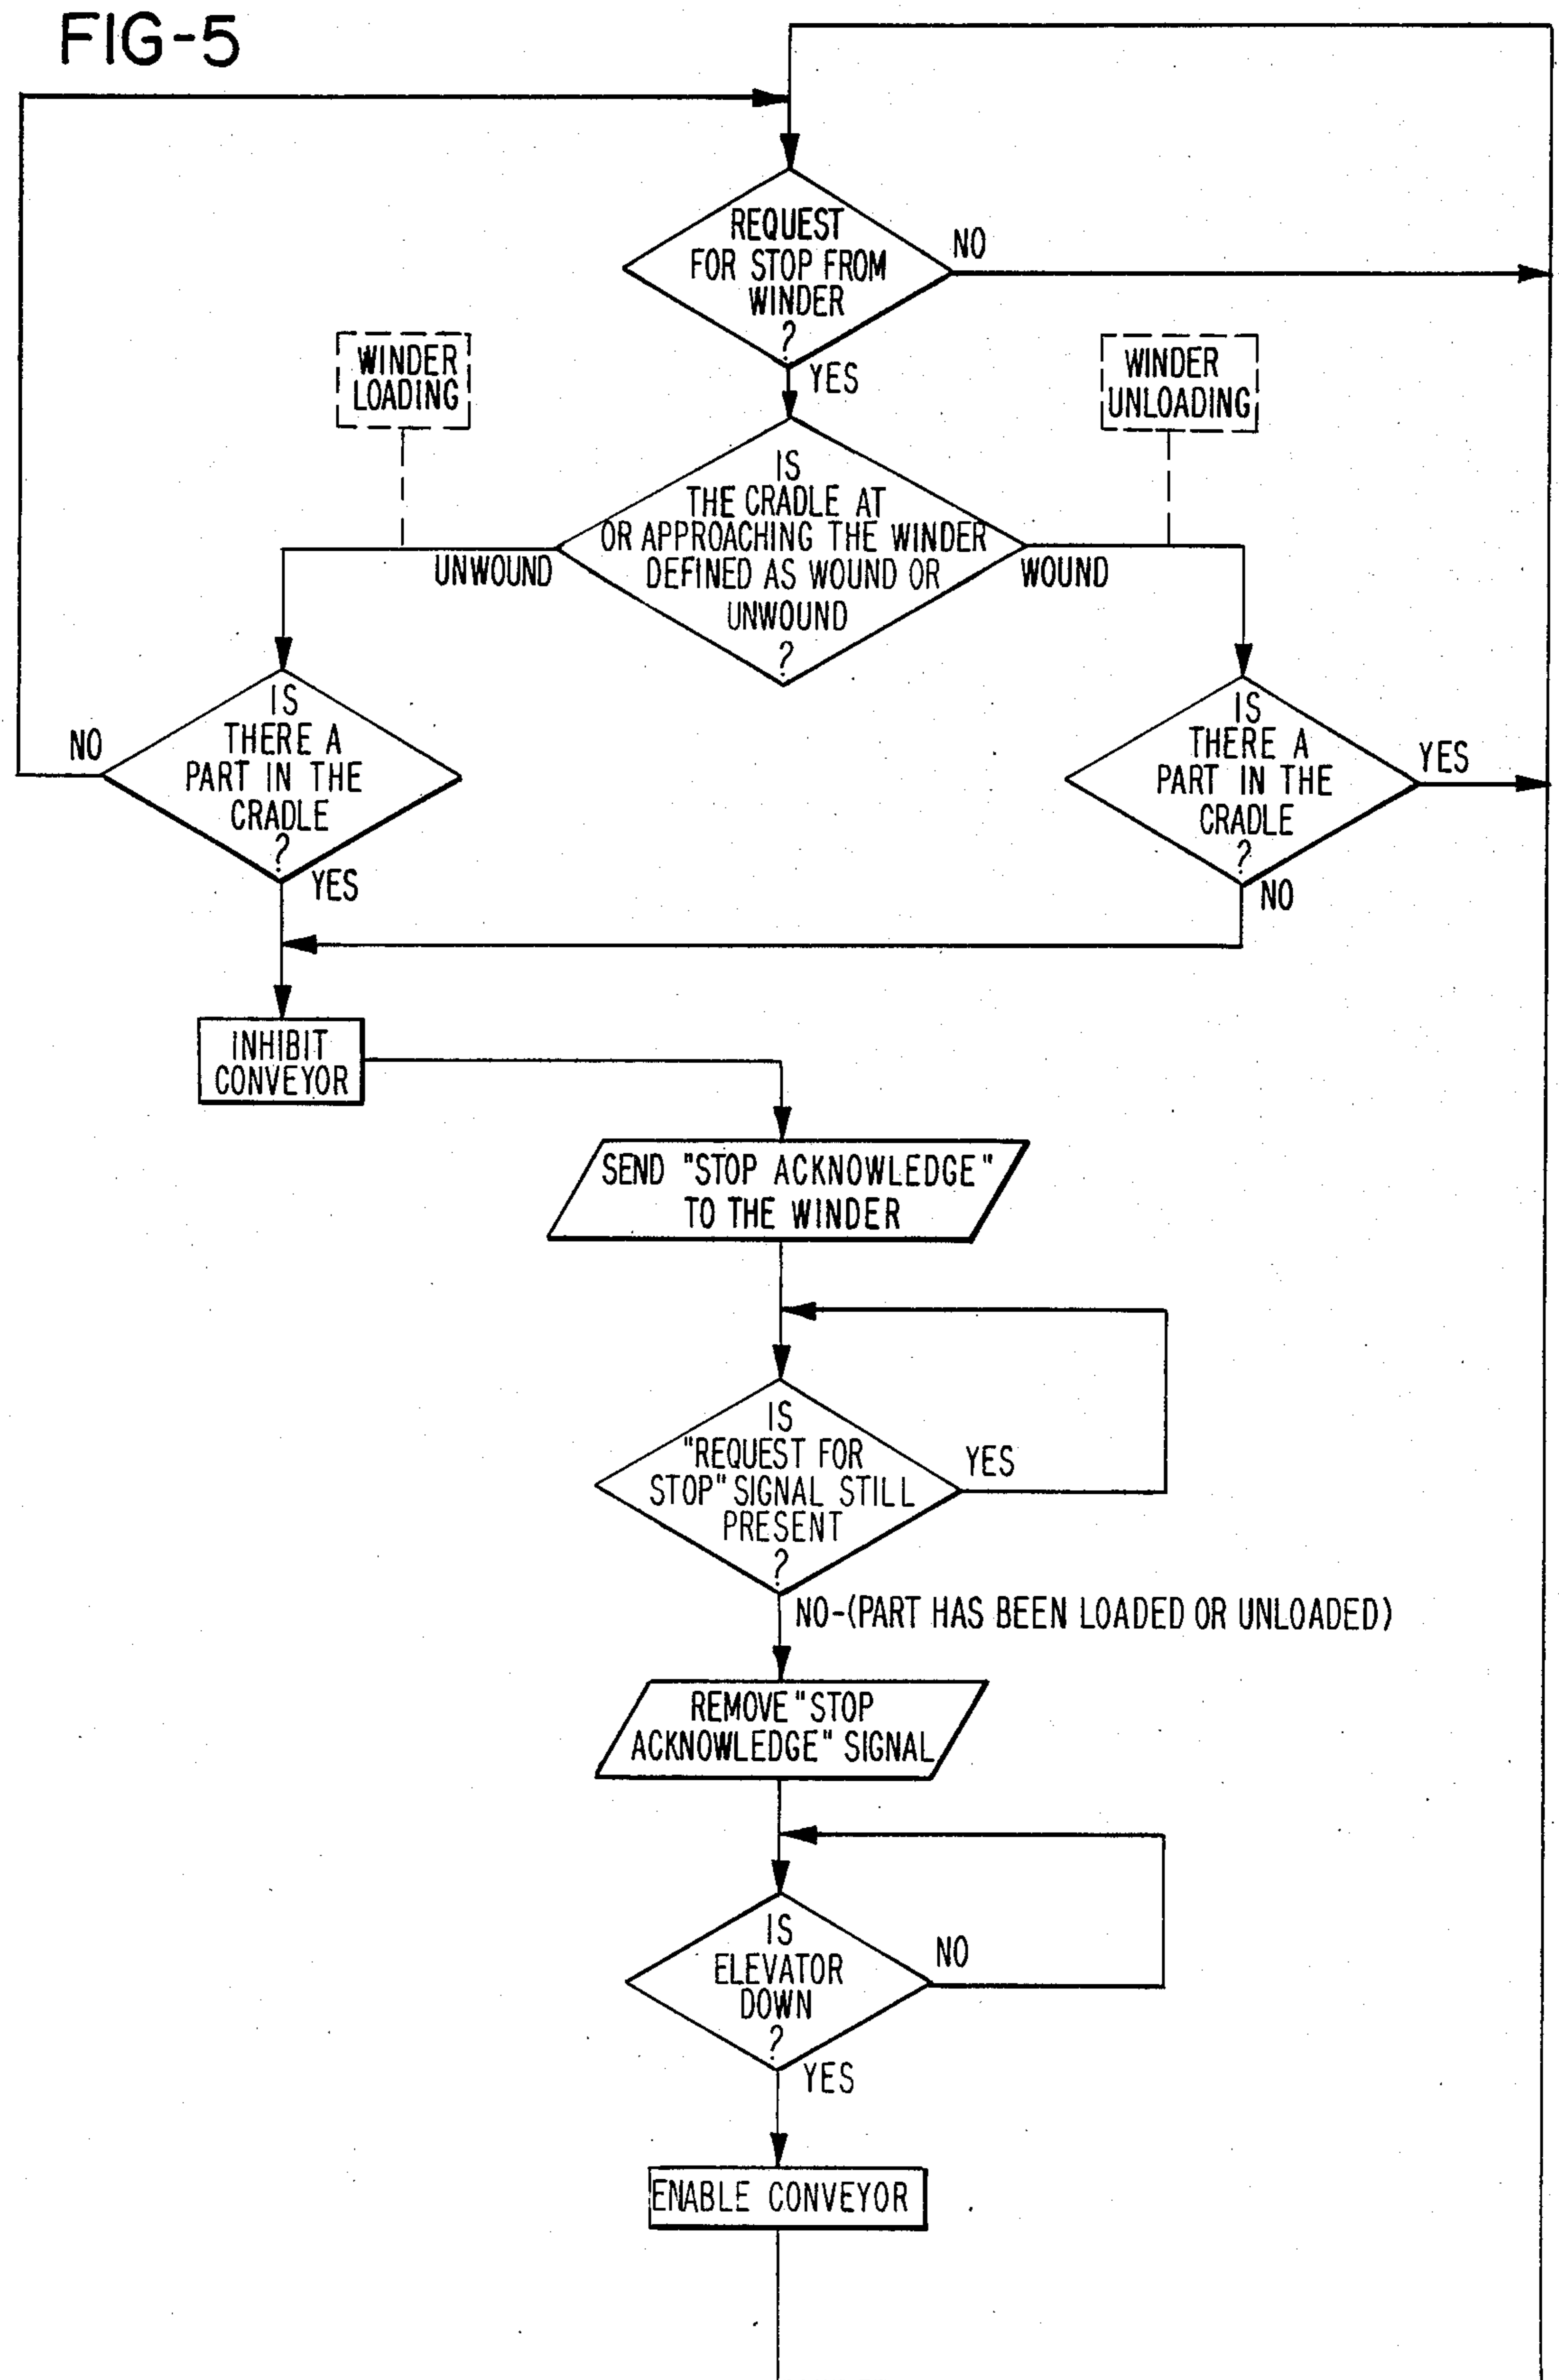 FIG-5
REQUEST
FOR STOP FROM
WINDER
?
NO
YES
WINDER
LOADING
WINDER
UNLOADING
IS
THE CRADLE AT
OR APPROACHING THE WINDER
DEFINED AS WOUND OR
UNWOUND
?
UNWOUND
WOUND
IS
THERE A
PART IN THE
CRADLE
?
NO
YES
IS
THERE A
PART IN THE
CRADLE
?
YES
NO
INHIBIT
CONVEYOR
SEND "STOP ACKNOWLEDGE"
TO THE WINDER
IS
"REQUEST FOR
STOP" SIGNAL STILL
PRESENT
?
YES
NO-(PART HAS BEEN LOADED OR UNLOADED)
REMOVE "STOP
ACKNOWLEDGE" SIGNAL
IS
ELEVATOR
DOWN
?
NO
YES
ENABLE CONVEYOR